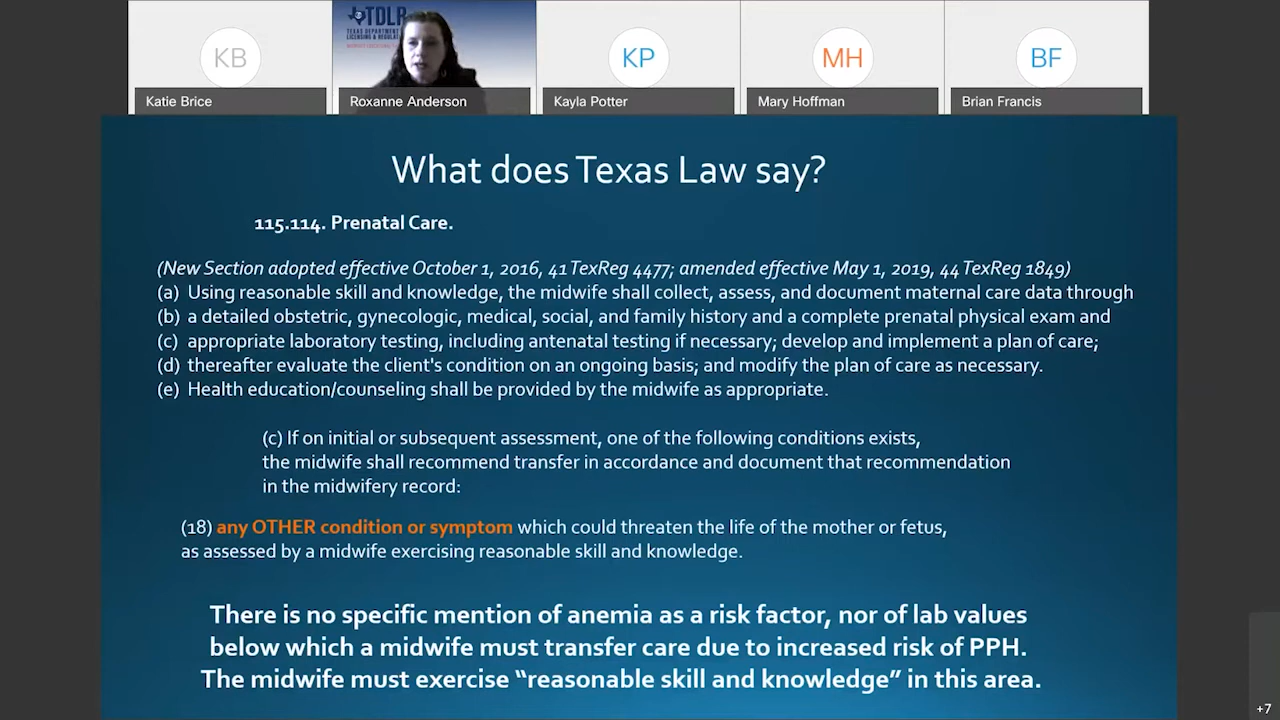 KB
TDLR
TEXAS DEPARTMENT
LICENSING & REGULAT
KP
MH
BF
Katie Brice
Roxanne Anderson
Kayla Potter
Mary Hoffman
Brian Francis
What does Texas Law say?
115.114. Prenatal Care.
(New Section adopted effective October 1, 2016, 41 TexReg 4477; amended effective May 1, 2019, 44 TexReg 1849)
(a) Using reasonable skill and knowledge, the midwife shall collect, assess, and document maternal care data through
(b) a detailed obstetric, gynecologic, medical, social, and family history and a complete prenatal physical exam and
(c) appropriate laboratory testing, including antenatal testing if necessary; develop and implement a plan of care;
(d) thereafter evaluate the client's condition on an ongoing basis; and modify the plan of care as necessary.
(e) Health education/counseling shall be provided by the midwife as appropriate.
(c) If on initial or subsequent assessment, one of the following conditions exists,
the midwife shall recommend transfer in accordance and document that recommendation
in the midwifery record:
(18) any OTHER condition or symptom which could threaten the life of the mother or fetus,
as assessed by a midwife exercising reasonable skill and knowledge.
There is no specific mention of anemia as a risk factor, nor of lab values
below which a midwife must transfer care due to increased risk of PPH.
The midwife must exercise “reasonable skill and knowledge” in this area.
+7